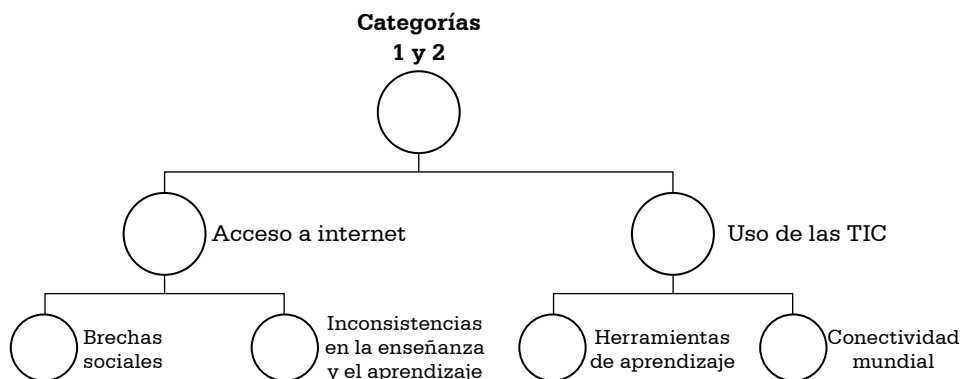 Categorías
1 y 2
Acceso a internet
Uso de las TIC
Brechas
sociales
Inconsistencias
en la enseñanza
y el aprendizaje
Herramientas
de aprendizaje
Conectividad
mundial